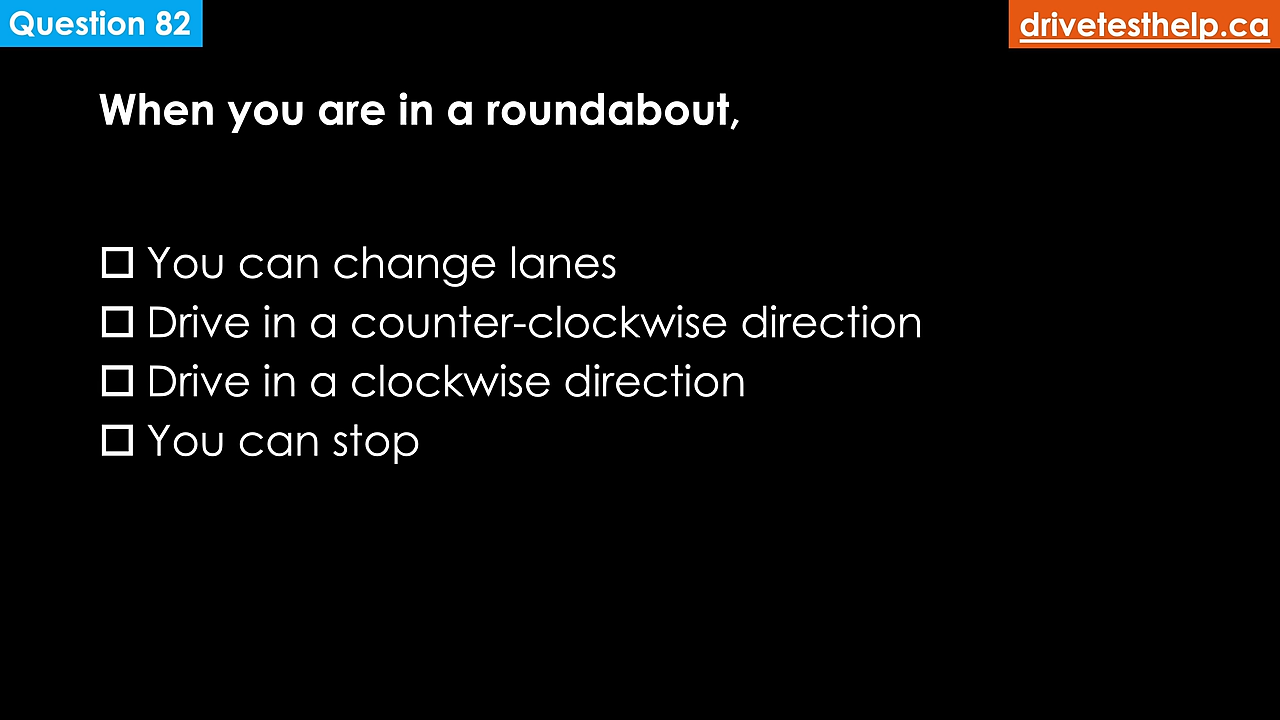 Question 82
drivetesthelp.ca
When you are in a roundabout,
☐ You can change lanes
☐ Drive in a counter-clockwise direction
☐ Drive in a clockwise direction
☐ You can stop